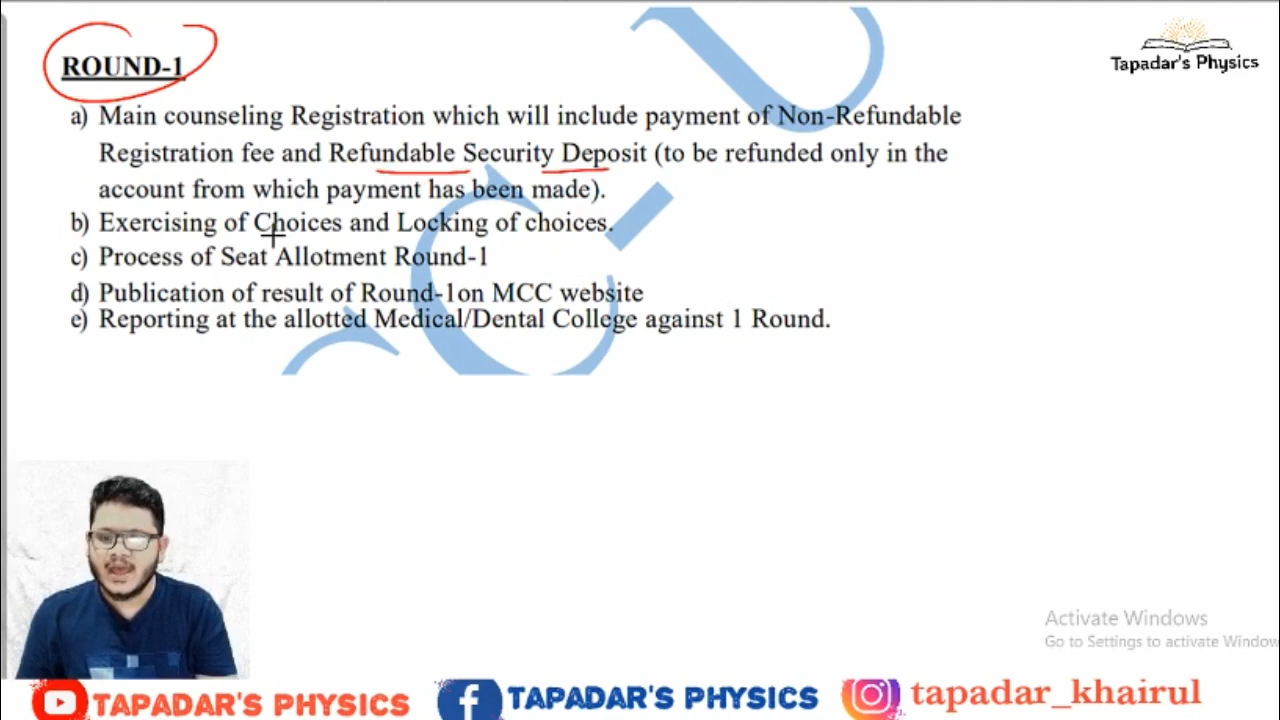 ROUND-1
Tapadar's Physics
a) Main counseling Registration which will include payment of Non-Refundable
Registration fee and Refundable Security Deposit (to be refunded only in the
account from which payment has been made).
b) Exercising of Choices and Locking of choices.
c) Process of Seat Allotment Round-1
d) Publication of result of Round-1on MCC website
e) Reporting at the allotted Medical/Dental College against 1 Round.
Activate Windows
Go to Settings to activate Window
TAPADAR'S PHYSICS
TAPADAR'S PHYSICS
tapadar_khairul